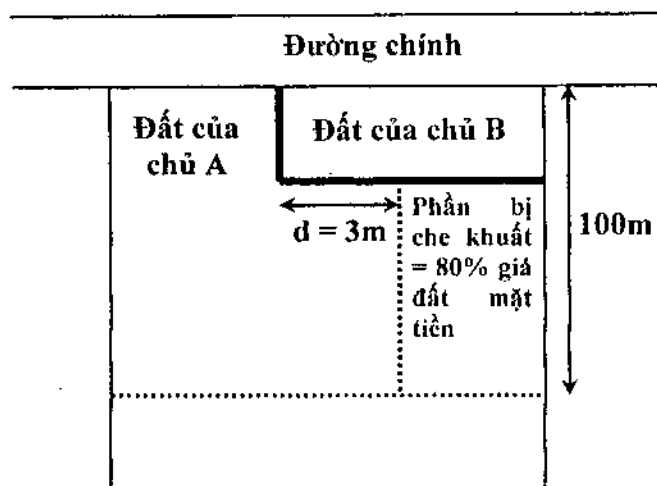 Đường chính
Đất của
chủ A
Đất của chủ B
d = 3m
Phần bị
che khuất
= 80% giá
đất mặt
tiền
100m